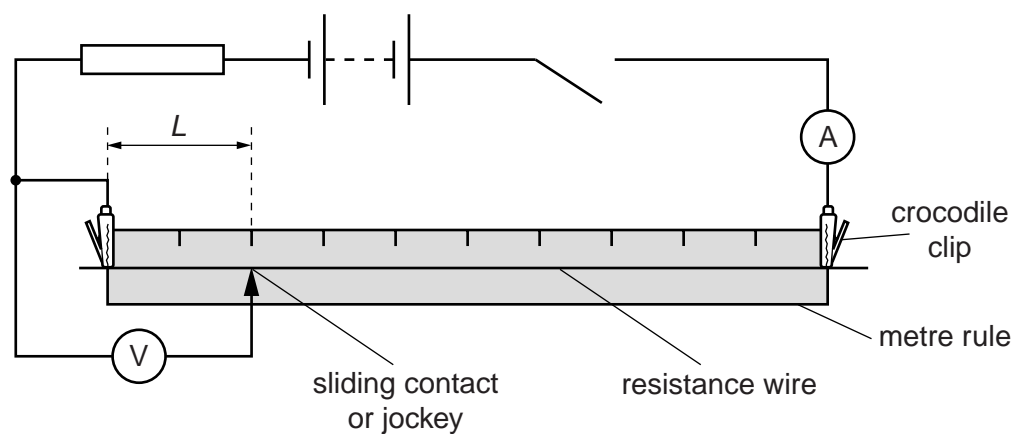 L
A
crocodile
clip
metre rule
V
sliding contact
or jockey
resistance wire